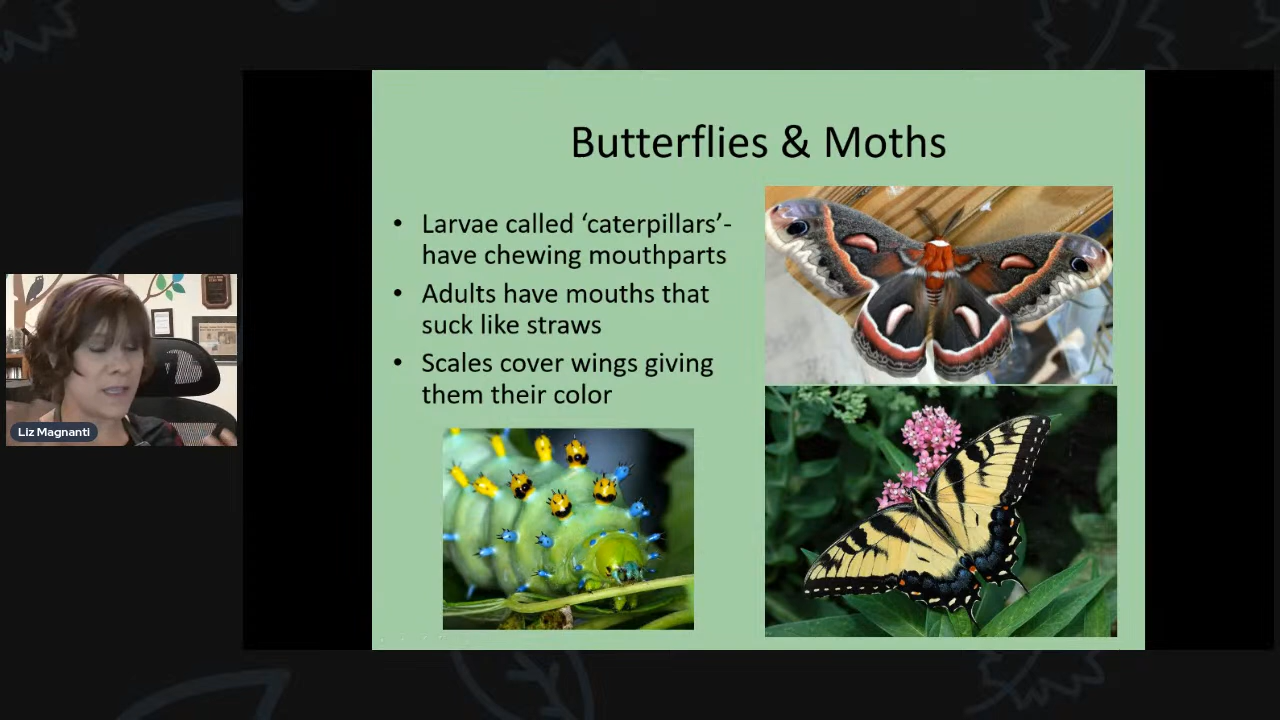 Butterflies & Moths
• Larvae called ‘caterpillars’-
have chewing mouthparts
• Adults have mouths that
suck like straws
• Scales cover wings giving
them their color
Liz Magnanti